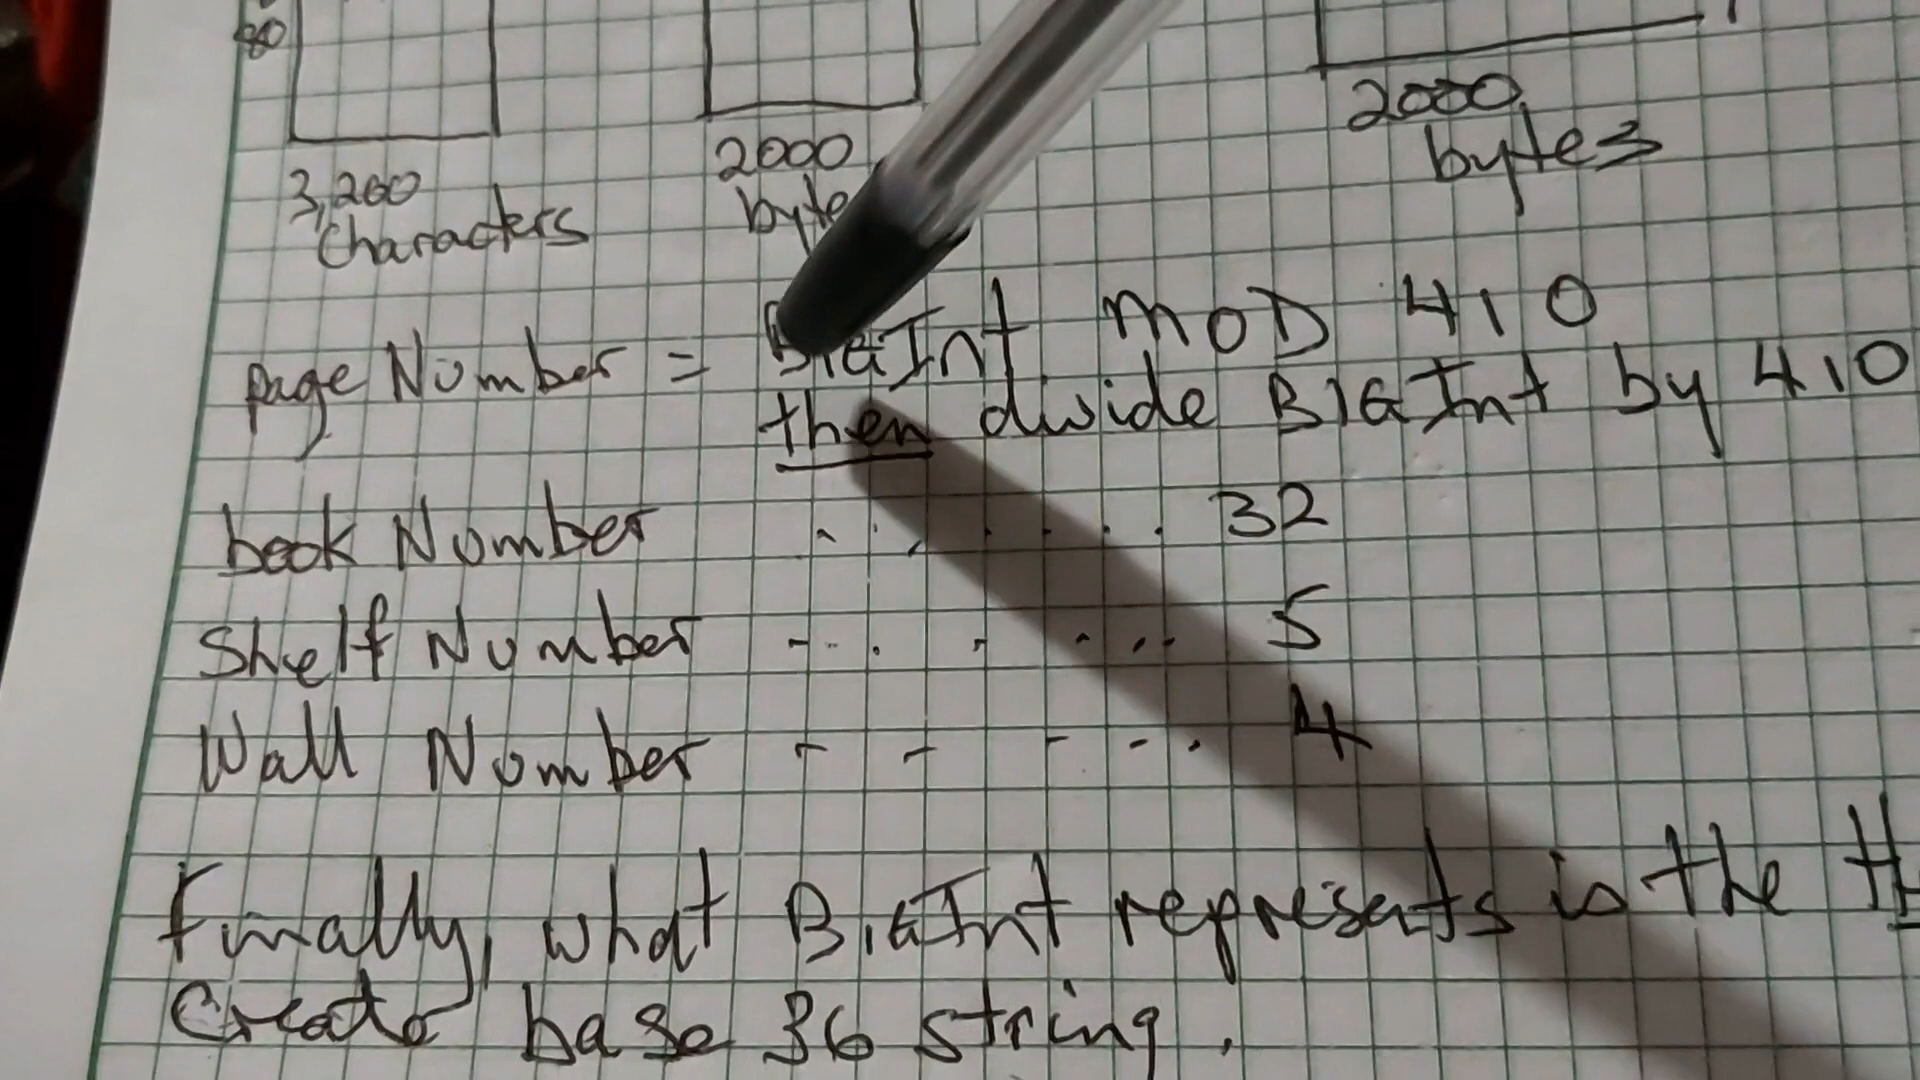 80
3,200
characters
2000
byte
2000
bytes
page Number = BIGInt MOD 410
then divide BIGInt by 410
book Number . . . . . . 32
Shelf Number - . . - . . . 5
Wall Number - - - - . 4
Finally, what BIGInt represents is the
Create base 36 string.